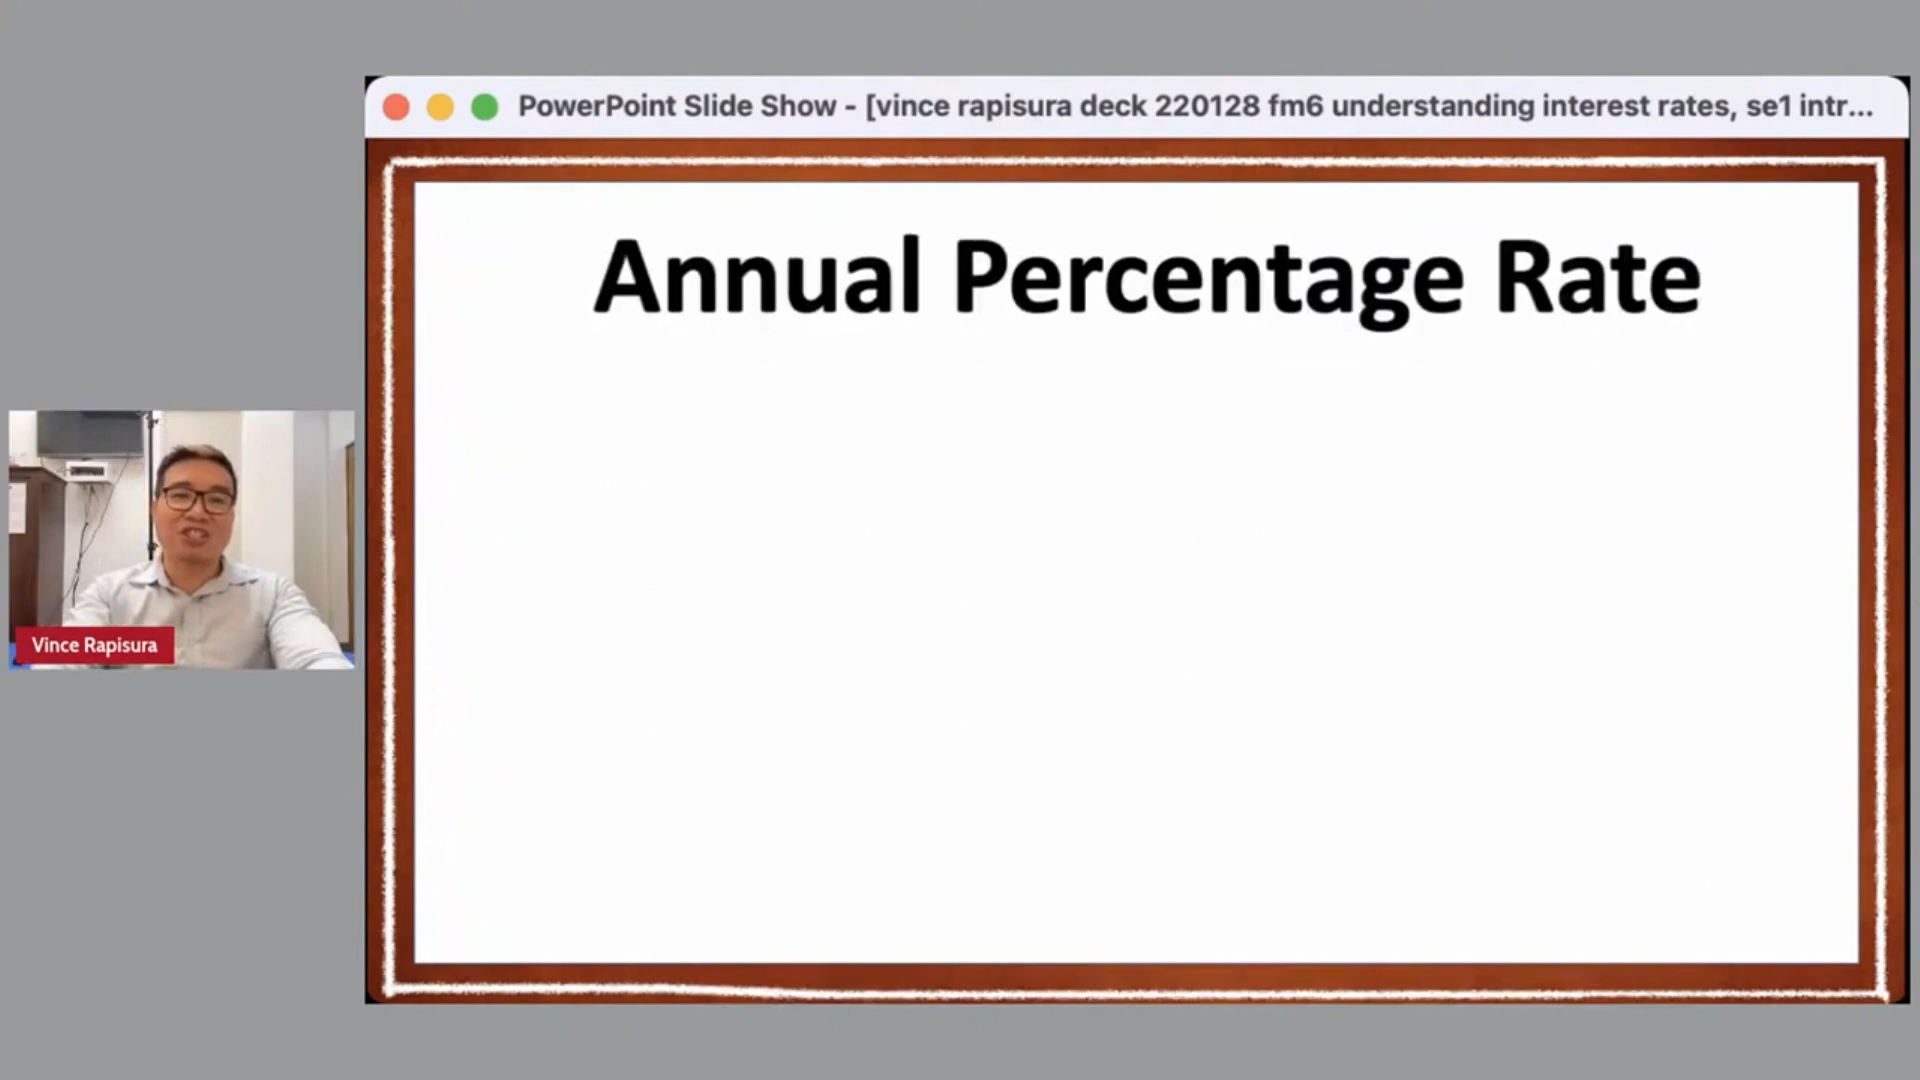 PowerPoint Slide Show - [vince rapisura deck 220128 fm6 understanding interest rates, se1 intr...
Annual Percentage Rate
Vince Rapisura